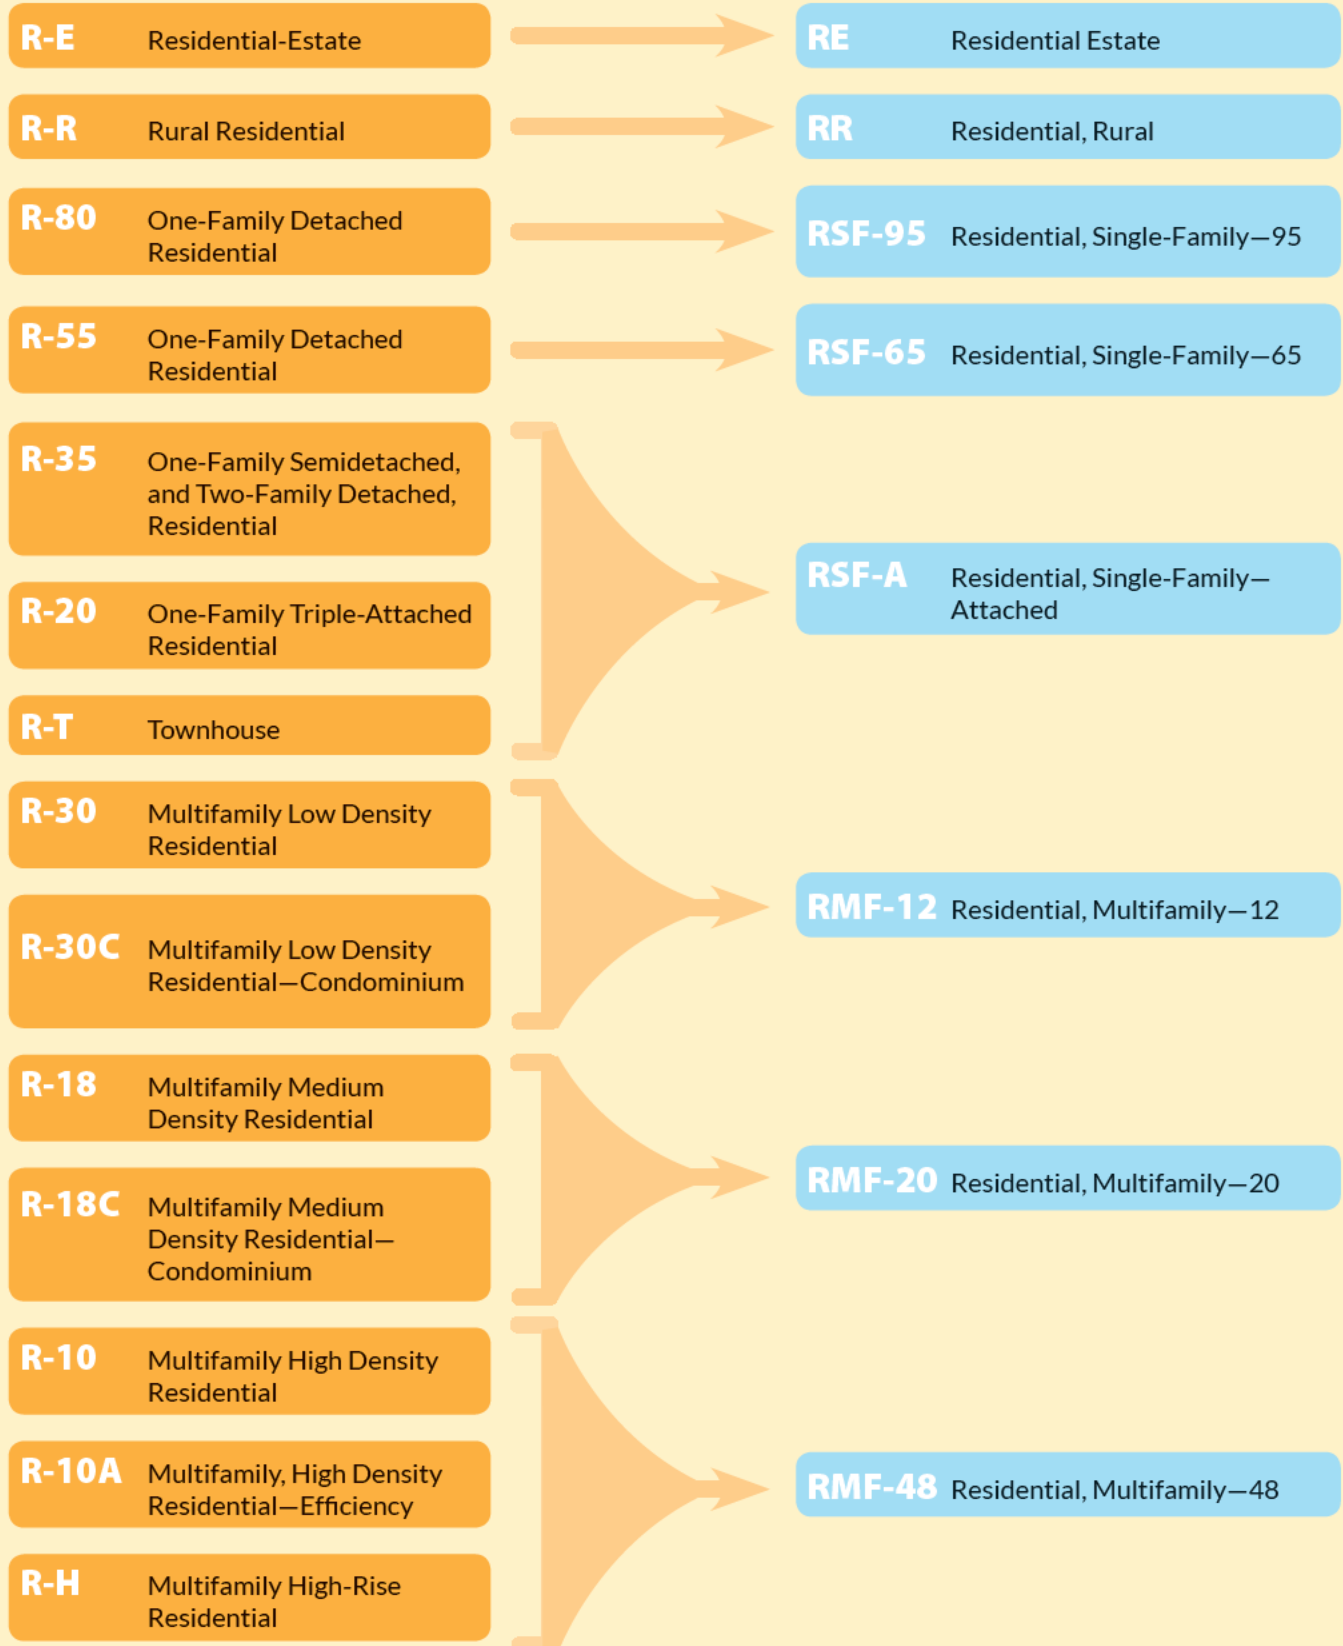 R-E Residential-Estate RE Residential Estate
R-R Rural Residential RR Residential, Rural
R-80 One-Family Detached
Residential
RSF-95 Residential, Single-Family—95
R-55 One-Family Detached
Residential
RSF-65 Residential, Single-Family—65
R-35 One-Family Semidetached,
and Two-Family Detached,
Residential
R-20 One-Family Triple-Attached
Residential
R-T Townhouse
RSF-A Residential, Single-Family—
Attached
R-30 Multifamily Low Density
Residential
R-30C Multifamily Low Density
Residential—Condominium
RMF-12 Residential, Multifamily—12
R-18 Multifamily Medium
Density Residential
R-18C Multifamily Medium
Density Residential—
Condominium
RMF-20 Residential, Multifamily—20
R-10 Multifamily High Density
Residential
R-10A Multifamily, High Density
Residential—Efficiency
R-H Multifamily High-Rise
Residential
RMF-48 Residential, Multifamily—48